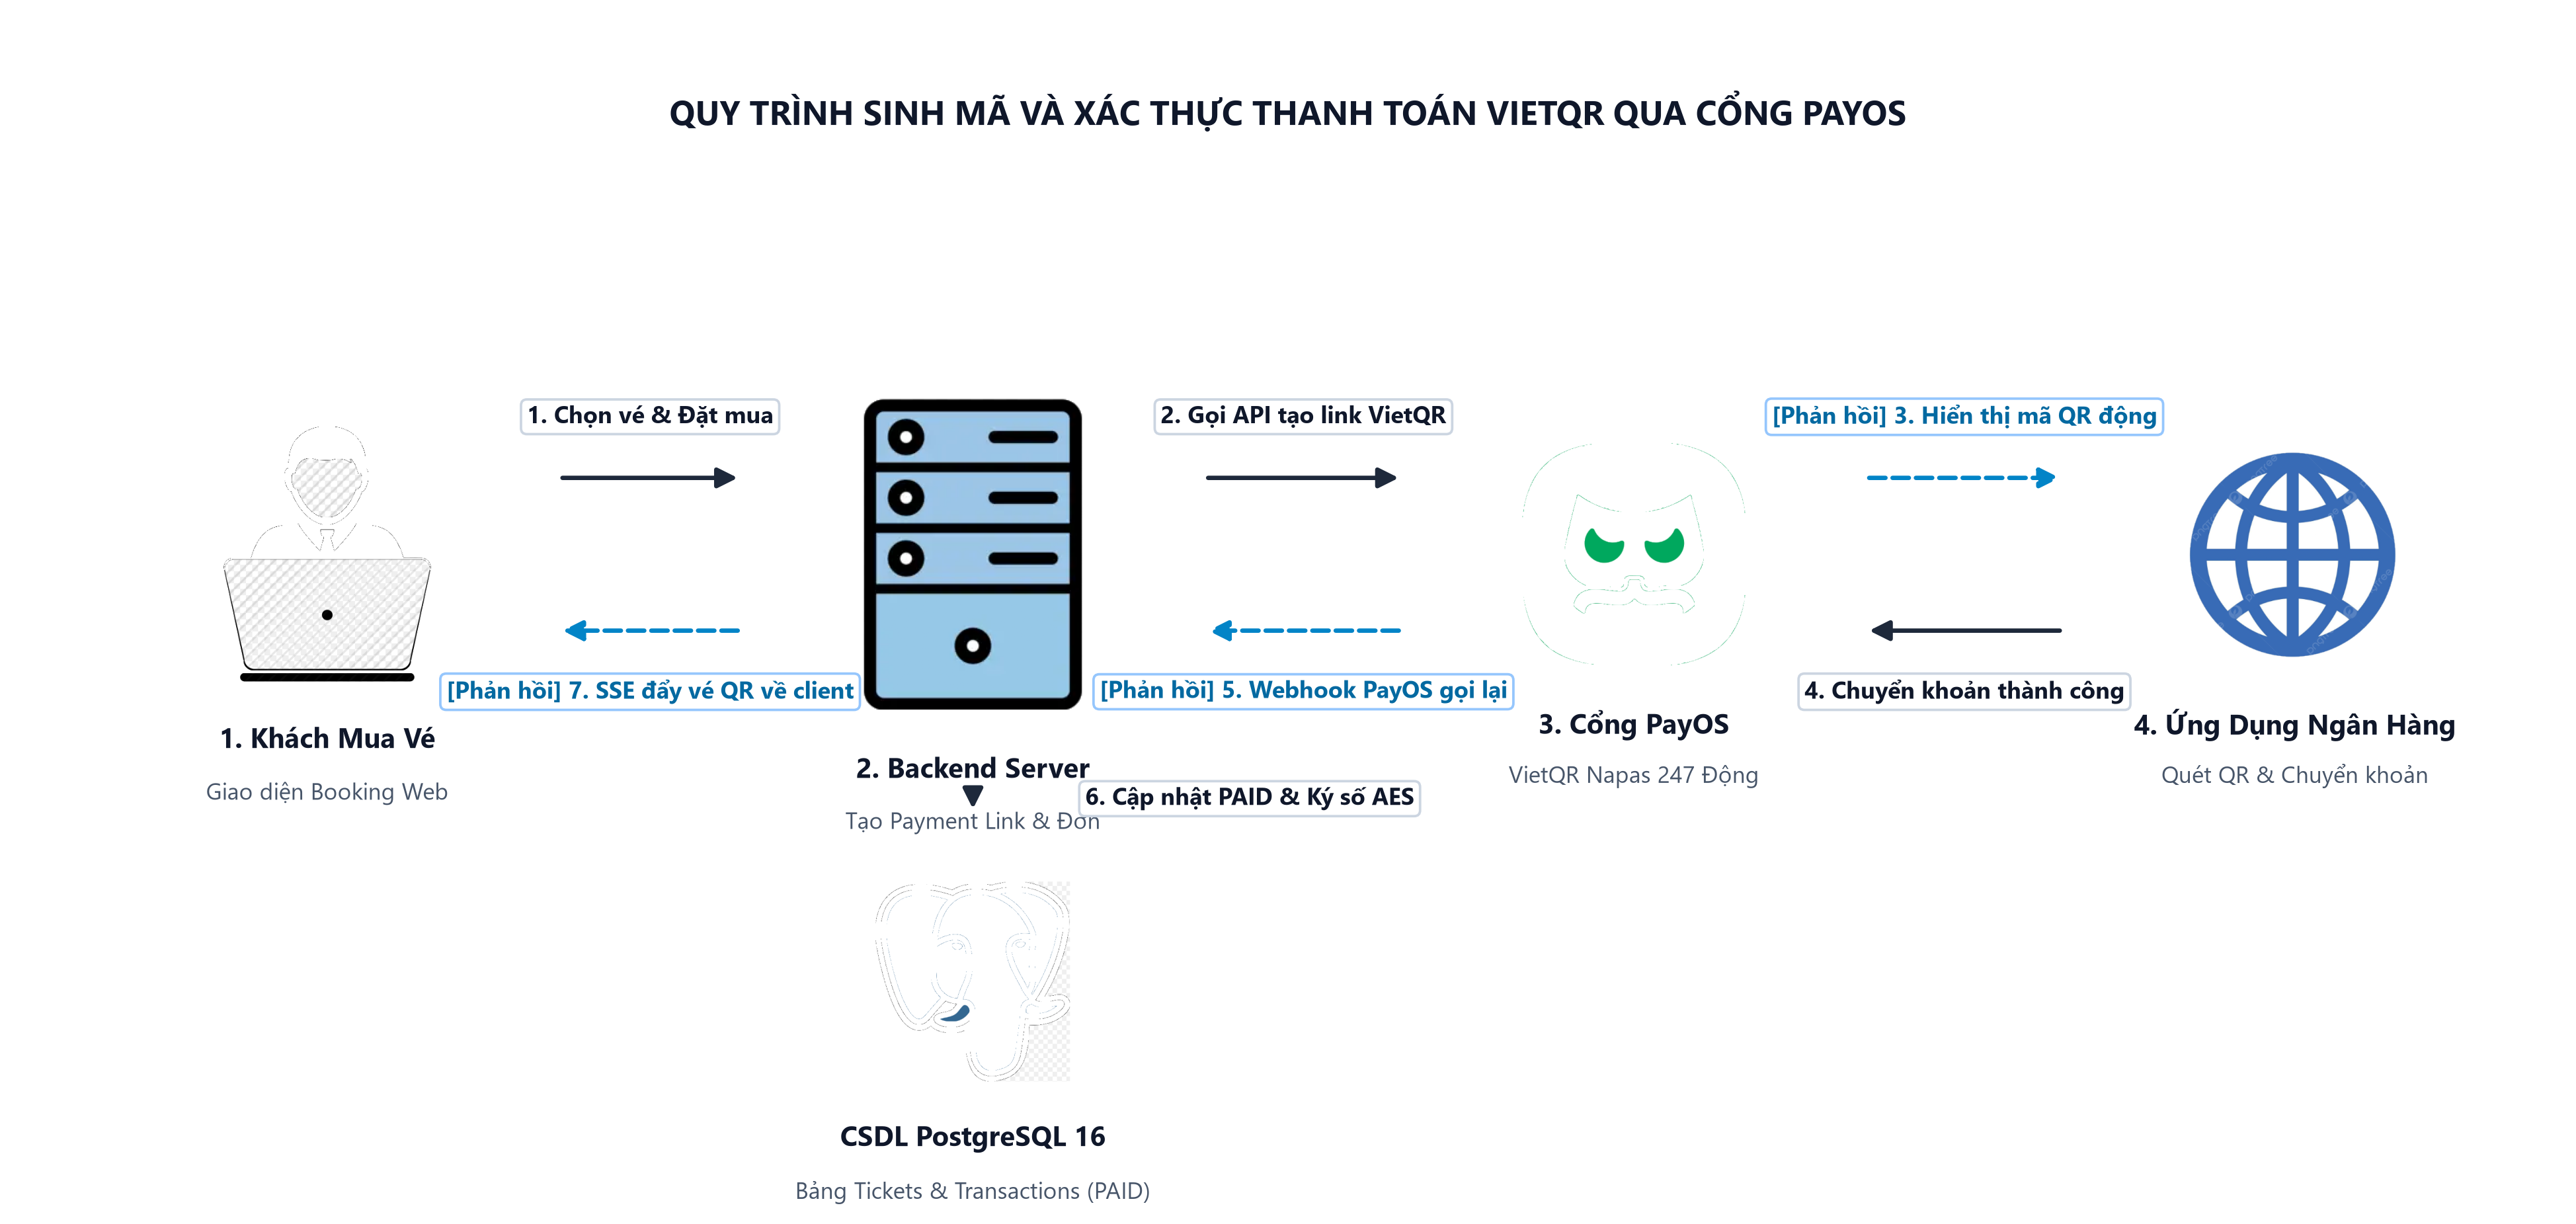 QUY TRÌNH SINH MÃ VÀ XÁC THỰC THANH TOÁN VIETQR QUA CỔNG PAYOS
1. Chọn vé & Đặt mua
2. Gọi API tạo link VietQR
[Phản hồi] 3. Hiển thị mã QR động
[Phản hồi] 7. SSE đẩy vé QR về client
[Phản hồi] 5. Webhook PayOS gọi lại
4. Chuyển khoản thành công
1. Khách Mua Vé
Giao diện Booking Web
2. Backend Server
Tạo Payment Link & Đơn
6. Cập nhật PAID & Ký số AES
3. Cổng PayOS
VietQR Napas 247 Động
4. Ứng Dụng Ngân Hàng
Quét QR & Chuyển khoản
CSDL PostgreSQL 16
Bảng Tickets & Transactions (PAID)